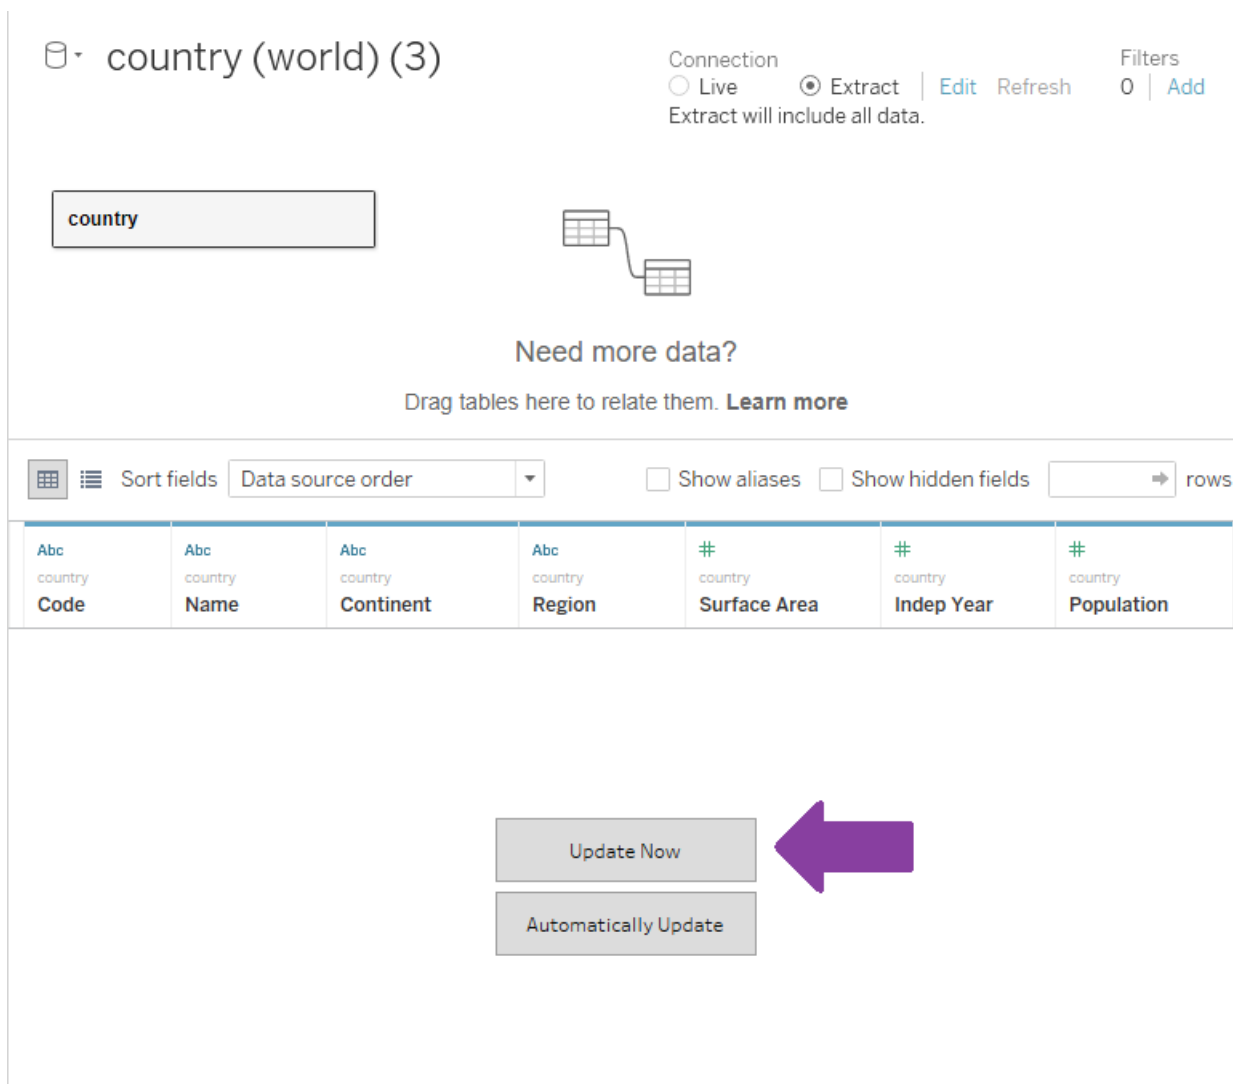 country (world) (3)
Connection
Filters
Live Extract Edit Refresh
0 Add
Extract will include all data.
country
Need more data?
Drag tables here to relate them. Learn more
Sort fields Data source order Show aliases Show hidden fields rows
Abc Abc Abc Abc # # #
country country country country country country country
Code Name Continent Region Surface Area Indep Year Population
Update Now
Automatically Update